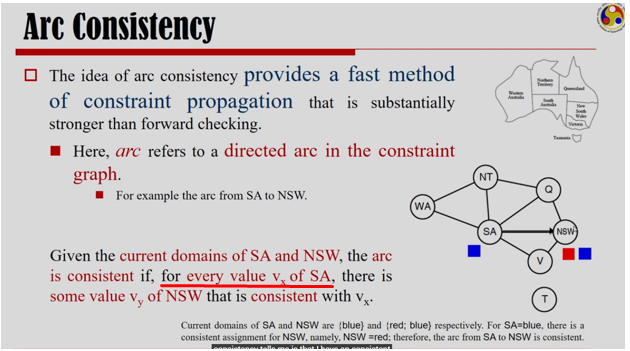 Arc Consistency
The idea of arc consistency provides a fast method
of constraint propagation that is substantially
stronger than forward checking.
Here, arc refers to a directed arc in the constraint
graph.
For example the arc from SA to NSW.
Given the current domains of SA and NSW, the arc
is consistent if, for every value vx of SA, there is
some value vy of NSW that is consistent with vx.
Current domains of SA and NSW are {blue} and {red; blue} respectively. For SA=blue, there is a
consistent assignment for NSW, namely, NSW =red; therefore, the arc from SA to NSW is consistent.
Western
Australia
Northern
Territory
Queensland
South
Australia
New
South
Wales
Victoria
Tasmania
NT
Q
WA
SA
NSW
V
T